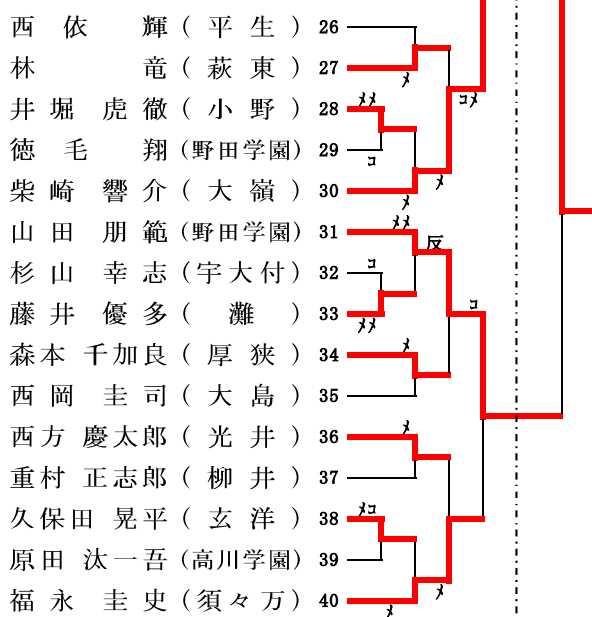 西 依 輝 ( 平 生 ) 26
林 竜 ( 萩 東 ) 27
メ
コメ
メメ
井 堀 虎 徹 ( 小 野 ) 28
徳 毛 翔 (野田学園) 29
コ
メ
柴 崎 響 介 ( 大 嶺 ) 30
メ
メメ
山 田 朋 範 (野田学園) 31
反
コ
杉 山 幸 志 (宇大付) 32
コ
藤 井 優 多 ( 灘 ) 33
メメ
メ
森本 千加良 ( 厚 狭 ) 34
西 岡 圭 司 ( 大 島 ) 35
メ
西方 慶太郎 ( 光 井 ) 36
重村 正志郎 ( 柳 井 ) 37
メコ
久保田 晃平 ( 玄 洋 ) 38
原田 汰一吾 (高川学園) 39
メ
福 永 圭 史 (須々万) 40
メ